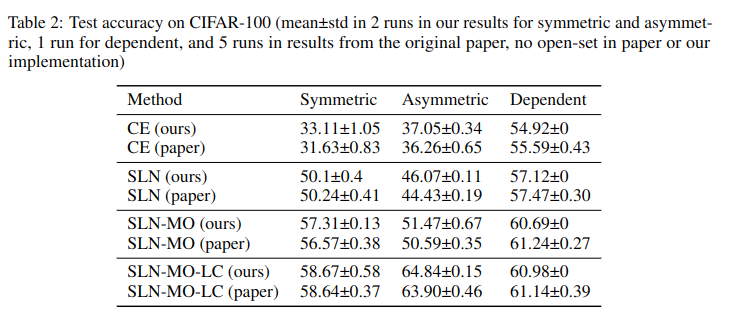 Table 2: Test accuracy on CIFAR-100 (mean±std in 2 runs in our results for symmetric and asymmet-
ric, 1 run for dependent, and 5 runs in results from the original paper, no open-set in paper or our
implementation)
Method Symmetric Asymmetric Dependent
CE (ours) 33.11±1.05 37.05±0.34 54.92±0
CE (paper) 31.63±0.83 36.26±0.65 55.59±0.43
SLN (ours) 50.1±0.4 46.07±0.11 57.12±0
SLN (paper) 50.24±0.41 44.43±0.19 57.47±0.30
SLN-MO (ours) 57.31±0.13 51.47±0.67 60.69±0
SLN-MO (paper) 56.57±0.38 50.59±0.35 61.24±0.27
SLN-MO-LC (ours) 58.67±0.58 64.84±0.15 60.98±0
SLN-MO-LC (paper) 58.64±0.37 63.90±0.46 61.14±0.39